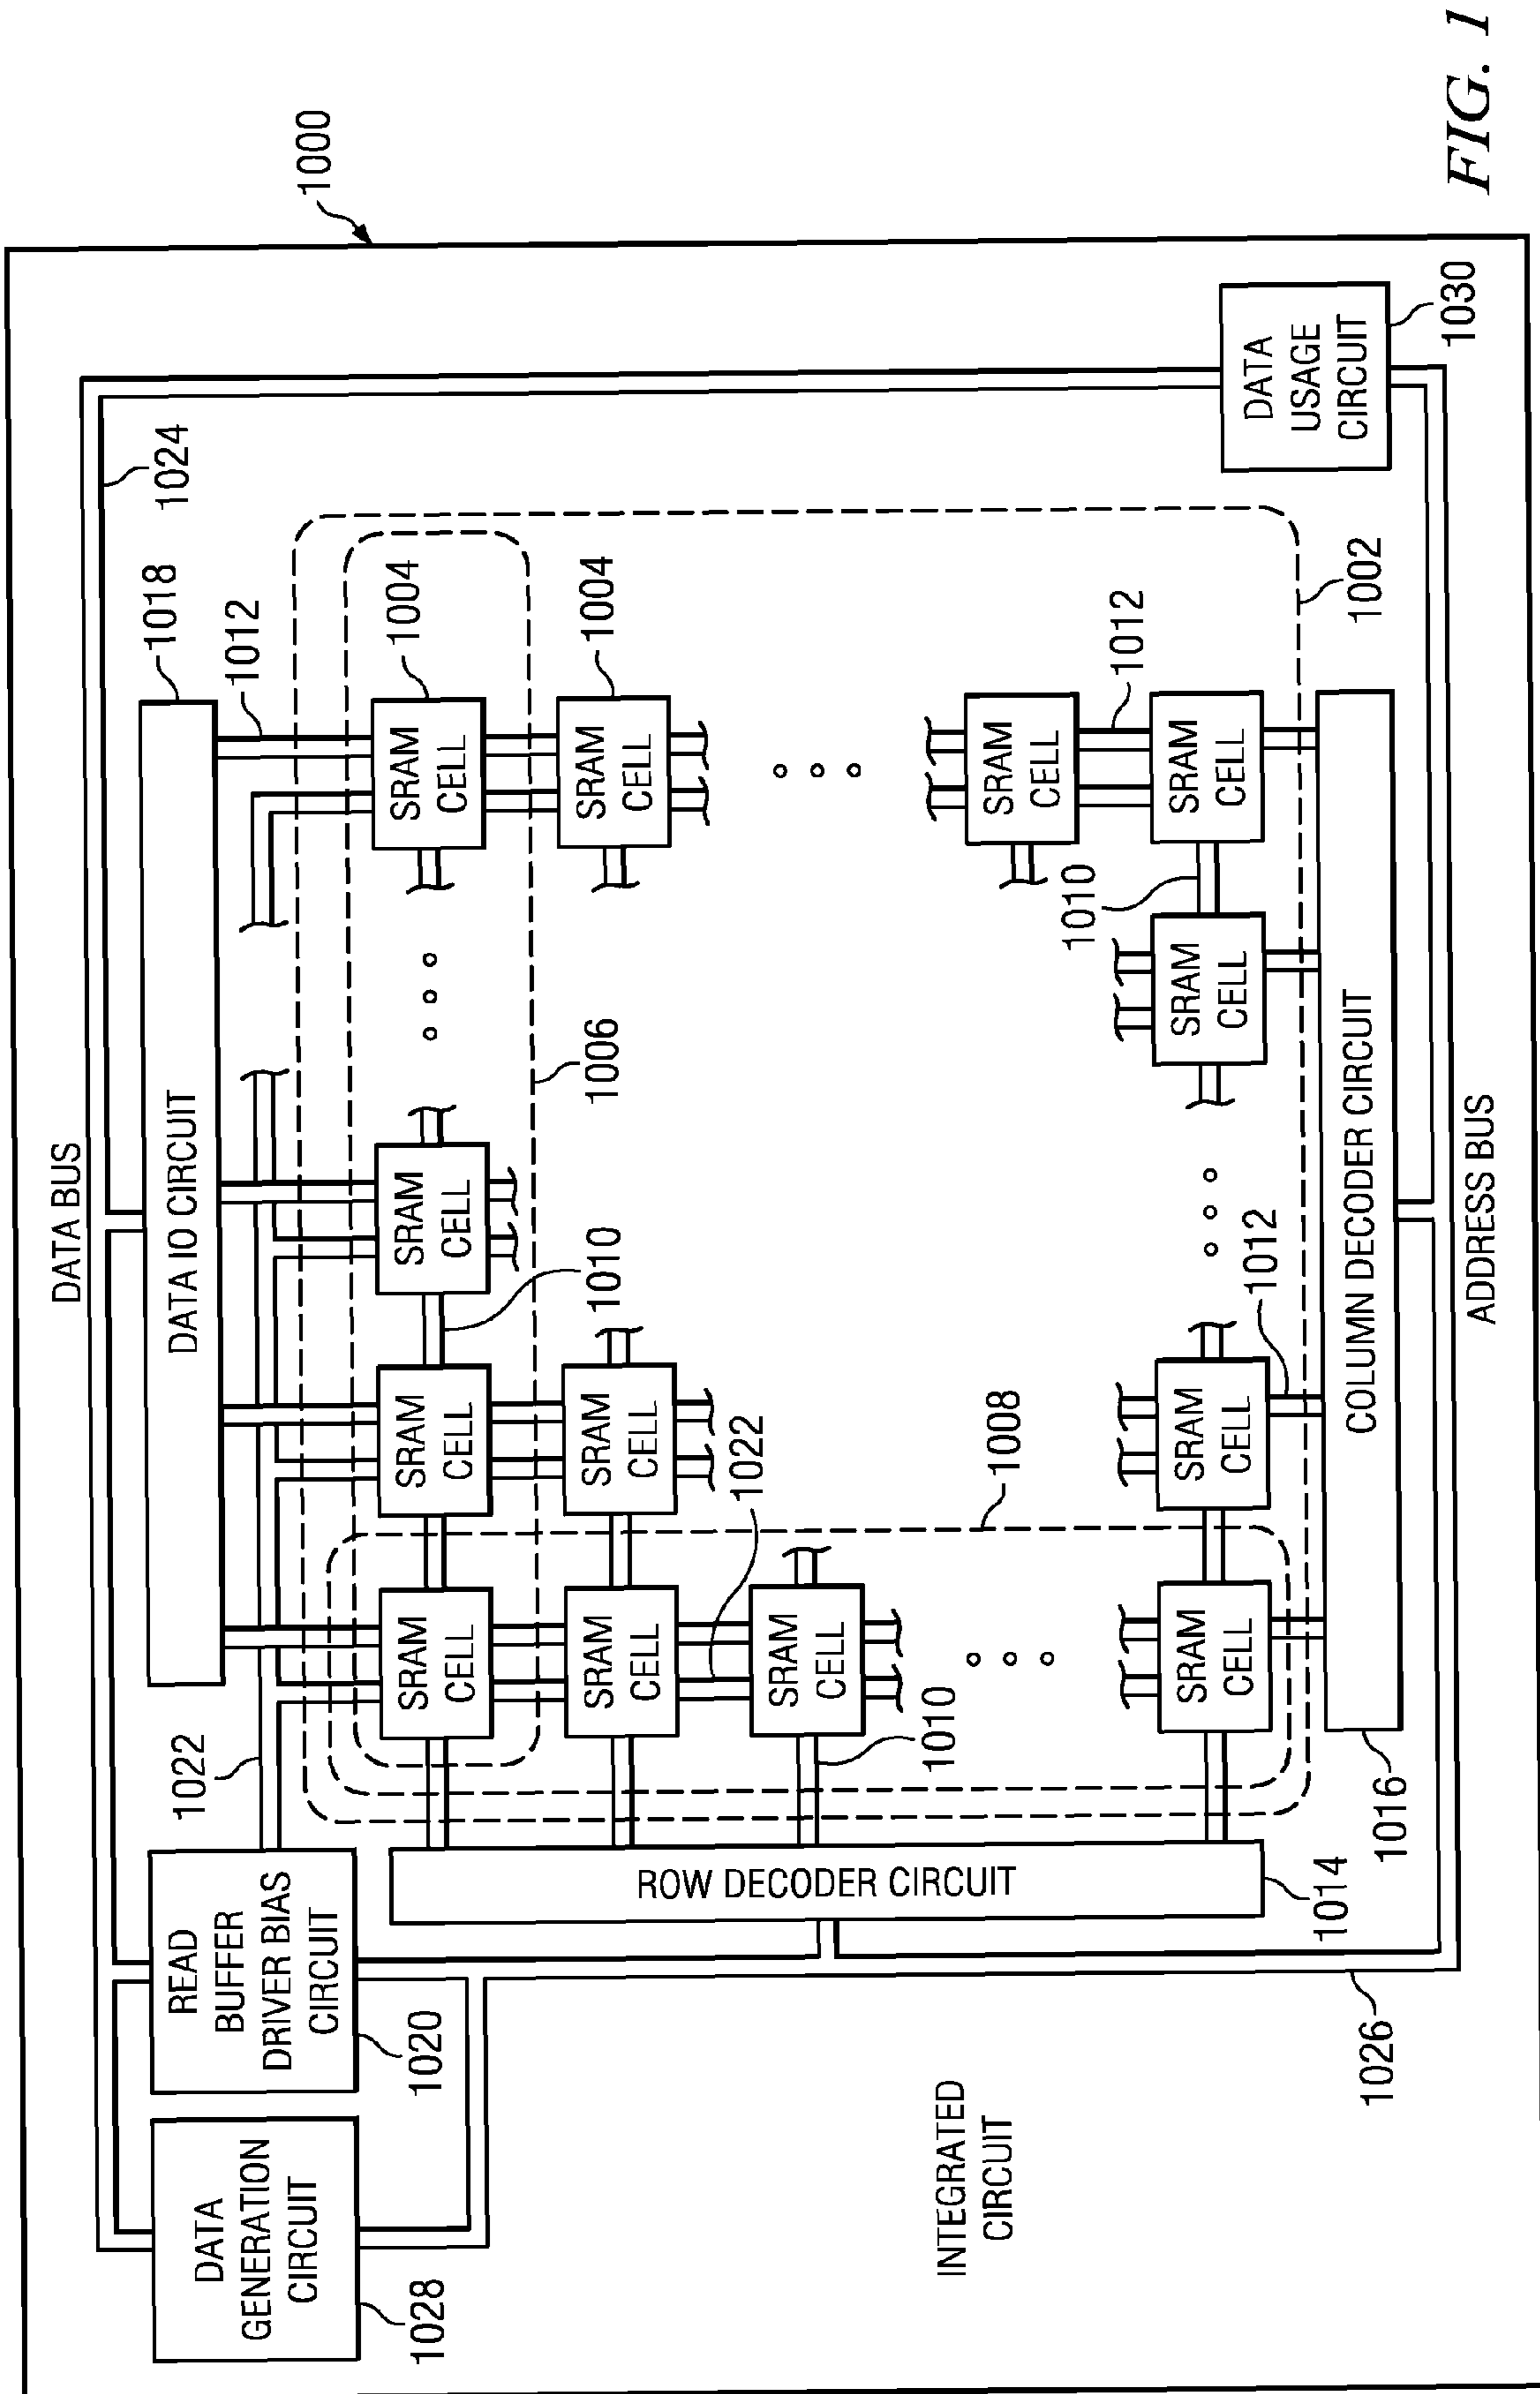 FIG. 1
1000
DATA BUS
1024
DATA IO CIRCUIT
1018
1012
1022
READ
BUFFER
DRIVER BIAS
CIRCUIT
1020
DATA
GENERATION
CIRCUIT
1028
SRAM
CELL
SRAM
CELL
SRAM
CELL
SRAM
CELL
1004
1010
1006
SRAM
CELL
SRAM
CELL
SRAM
CELL
1004
1010
1022
SRAM
CELL
1010
1008
SRAM
CELL
1012
1010
SRAM
CELL
SRAM
CELL
SRAM
CELL
SRAM
CELL
1012
1002
ROW DECODER CIRCUIT
1014
COLUMN DECODER CIRCUIT
1016
DATA
USAGE
CIRCUIT
1030
ADDRESS BUS
1026
INTEGRATED
CIRCUIT